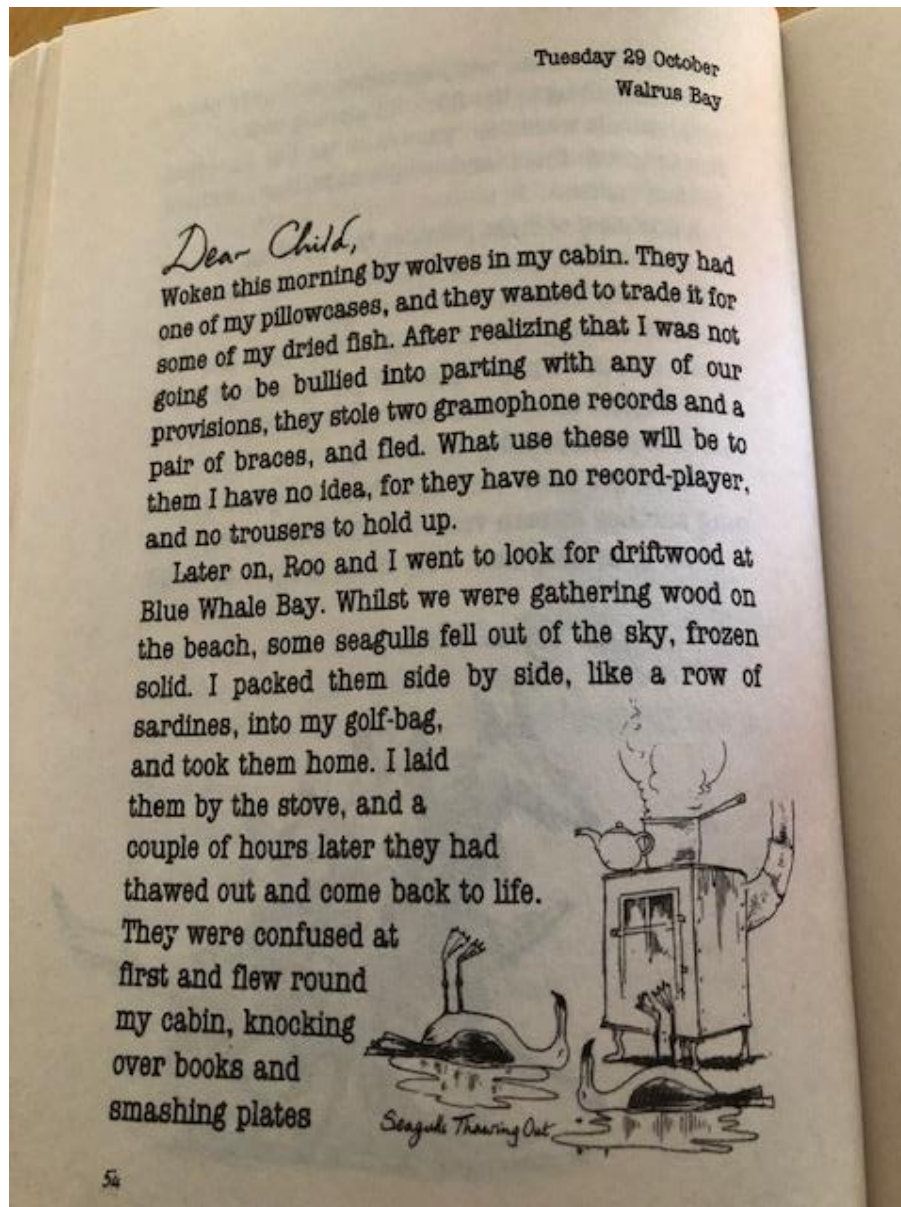 Tuesday 29 October
Walrus Bay
Dear Child,
Woken this morning by wolves in my cabin. They had
one of my pillowcases, and they wanted to trade it for
some of my dried fish. After realizing that I was not
going to be bullied into parting with any of our
provisions, they stole two gramophone records and a
pair of braces, and fled. What use these will be to
them I have no idea, for they have no record-player,
and no trousers to hold up.
Later on, Roo and I went to look for driftwood at
Blue Whale Bay. Whilst we were gathering wood on
the beach, some seagulls fell out of the sky, frozen
solid. I packed them side by side, like a row of
sardines, into my golf-bag,
and took them home. I laid
them by the stove, and a
couple of hours later they had
thawed out and come back to life.
They were confused at
first and flew round
my cabin, knocking
over books and
smashing plates
Seagulls Thawing Out
54